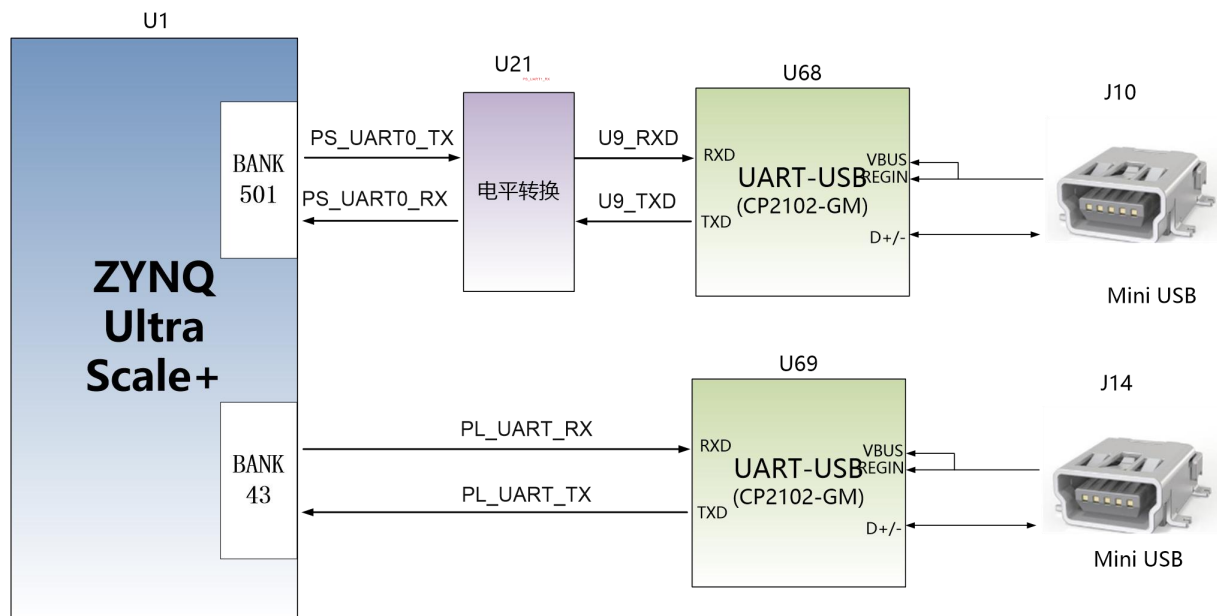 U1
U21
PS_UART1_RX
U68
J10
BANK
501
PS_UART0_TX
PS_UART0_RX
电平转换
U9_RXD
U9_TXD
RXD
TXD
UART-USB
(CP2102-GM)
VBUS
REGIN
D+/-
Mini USB
ZYNQ
Ultra
Scale+
U69
J14
BANK
43
PL_UART_RX
PL_UART_TX
RXD
TXD
UART-USB
(CP2102-GM)
VBUS
REGIN
D+/-
Mini USB